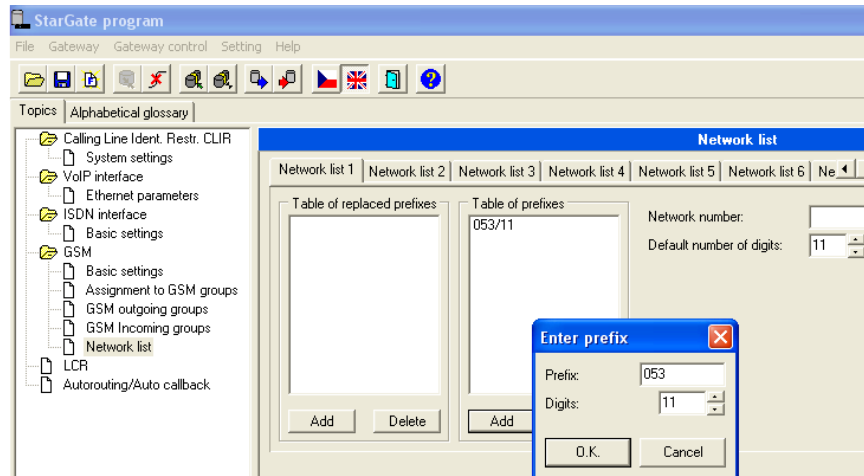 StarGate program
File Gateway Gateway control Setting Help
Topics Alphabetical glossary
Calling Line Ident. Restr. CLIR
System settings
VoIP interface
Ethernet parameters
ISDN interface
Basic settings
GSM
Basic settings
Assignment to GSM groups
GSM outgoing groups
GSM Incoming groups
Network list
LCR
Autorouting/Auto callback
Network list
Network list 1 Network list 2 Network list 3 Network list 4 Network list 5 Network list 6 Ne
Table of replaced prefixes
Add Delete
Table of prefixes
053/11
Add
Network number:
Default number of digits: 11
Enter prefix
Prefix: 053
Digits: 11
O.K. Cancel